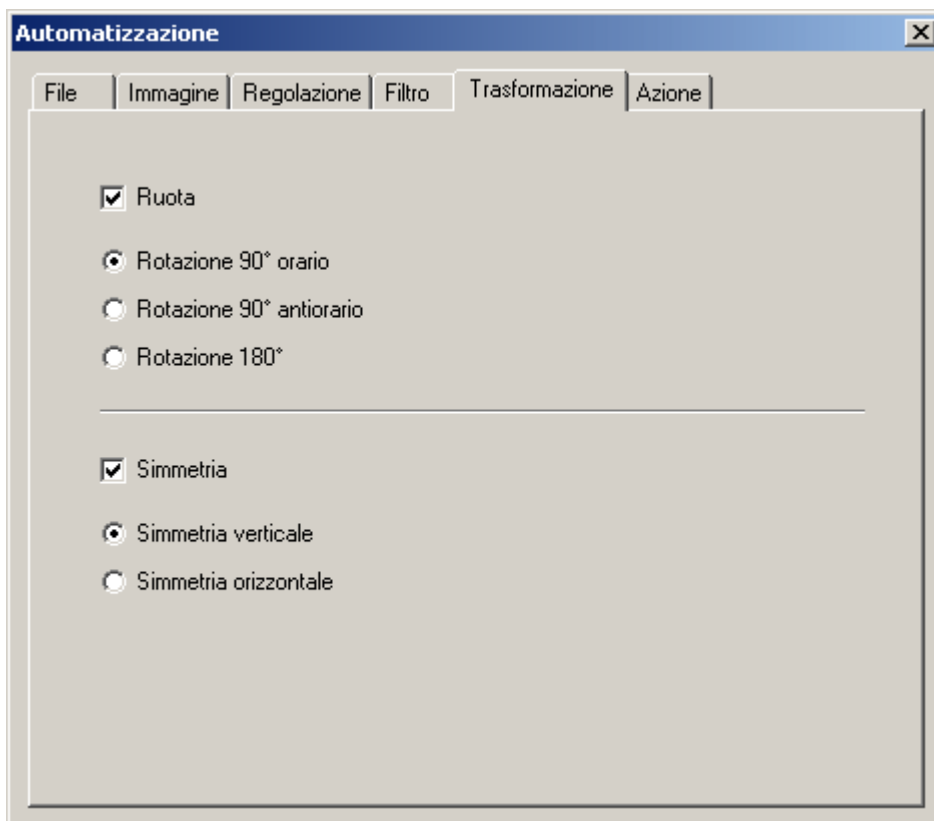 Automatizzazione
File Immagine Regolazione Filtro Trasformazione Azione
Ruota
Rotazione 90° orario
Rotazione 90° antiorario
Rotazione 180°
Simmetria
Simmetria verticale
Simmetria orizzontale